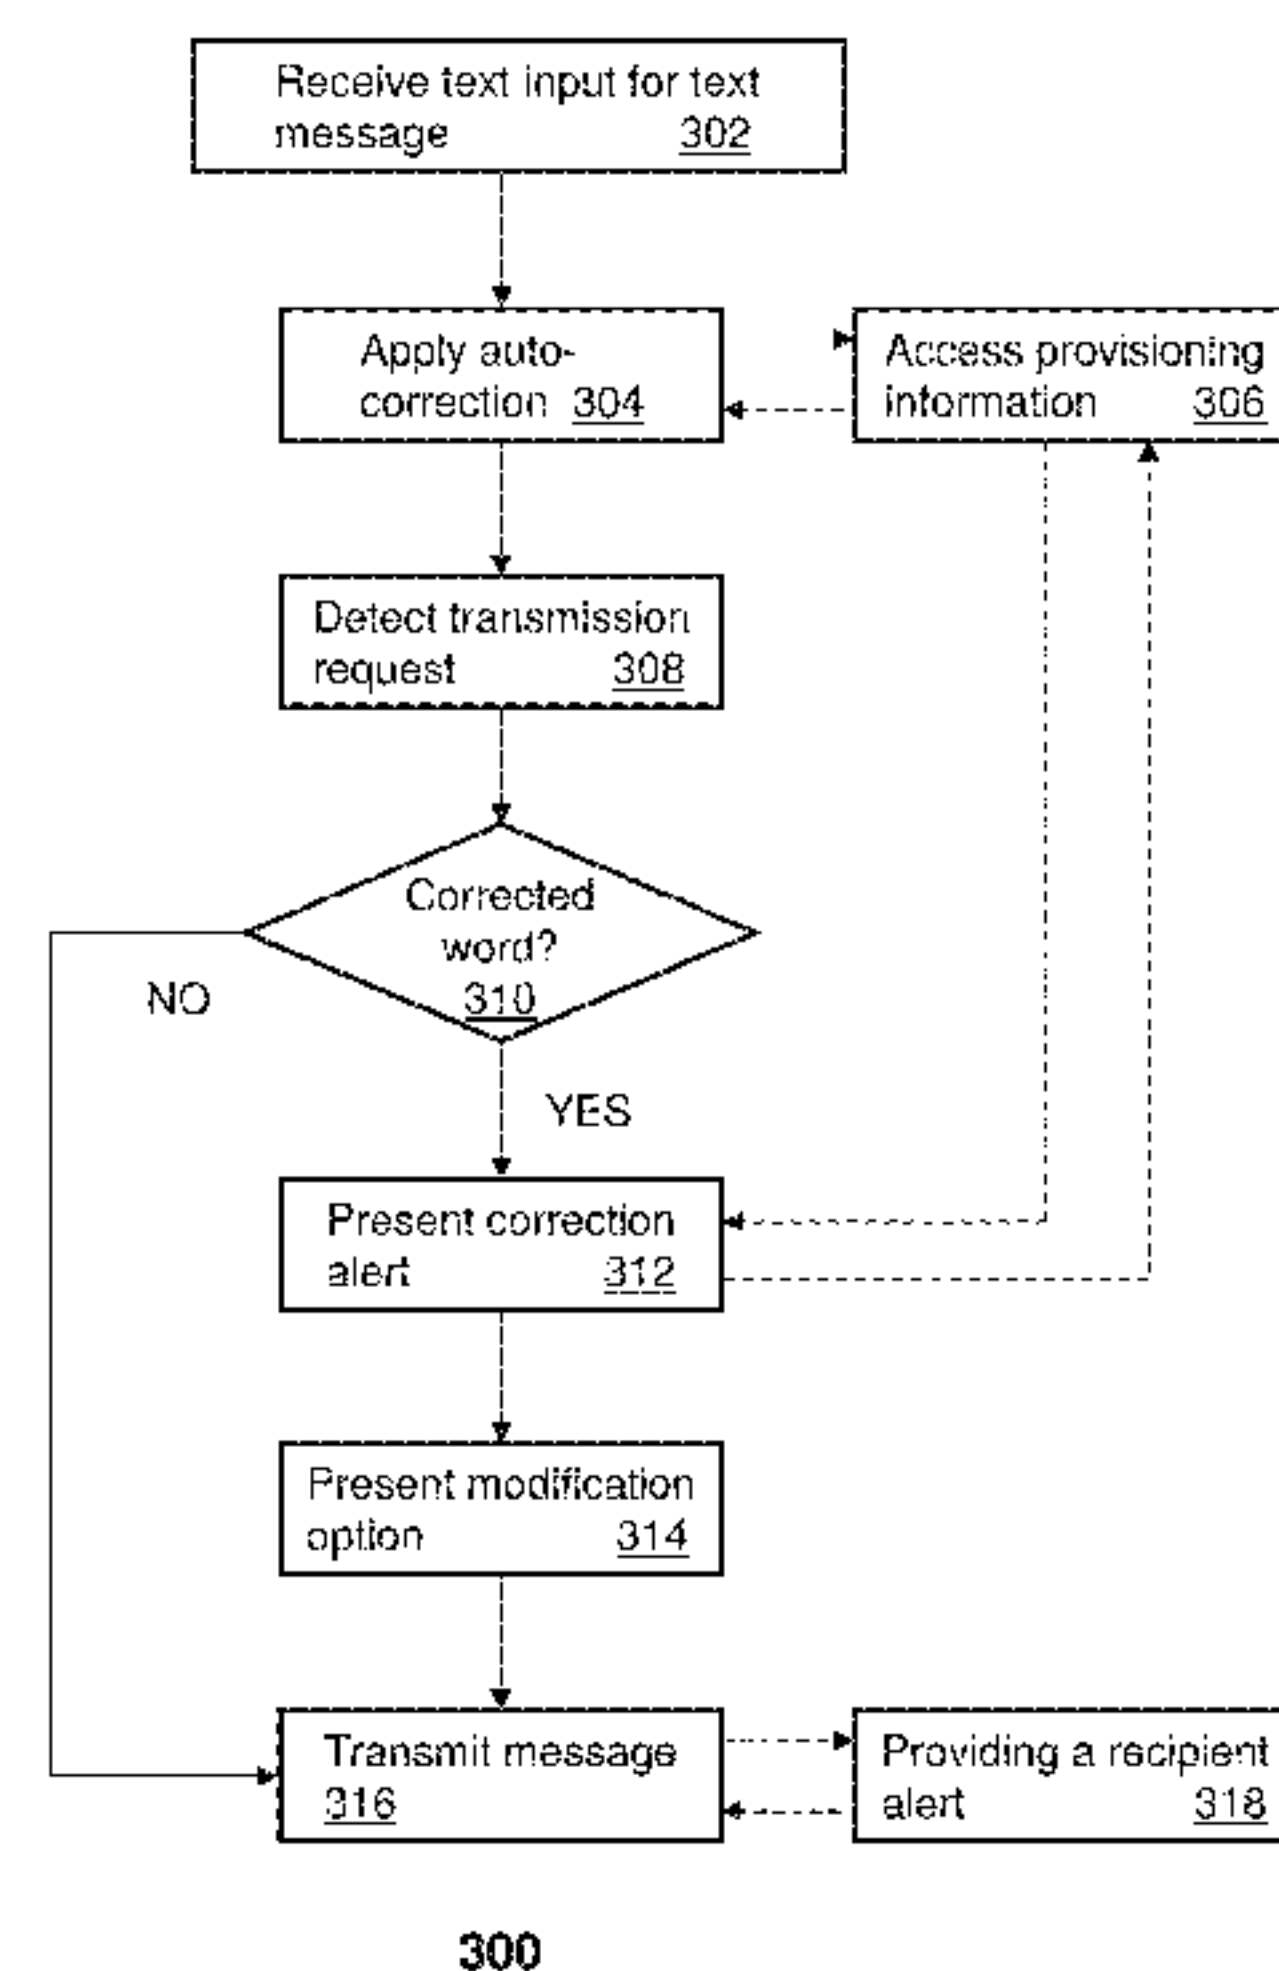 Receive text input for text
message 302
Apply auto-
correction 304
Access provisioning
information 306
Detect transmission
request 308
Corrected
word?
310
NO
YES
Present correction
alert 312
Present modification
option 314
Transmit message
316
Providing a recipient
alert 318
300